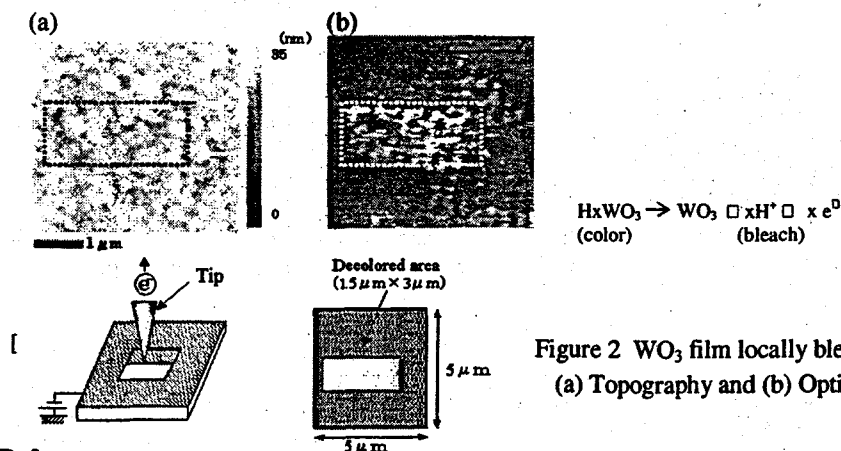 (a)
(nm)
35
0
1 μm
(b)
HxWO₃ → WO₃ □ xH⁺ □ x e□
(color) (bleach)
e⁻
Tip
[
Decolored area
(1.5 μm × 3 μm)
5 μm
5 μm
Figure 2 WO₃ film locally ble
(a) Topography and (b) Opti